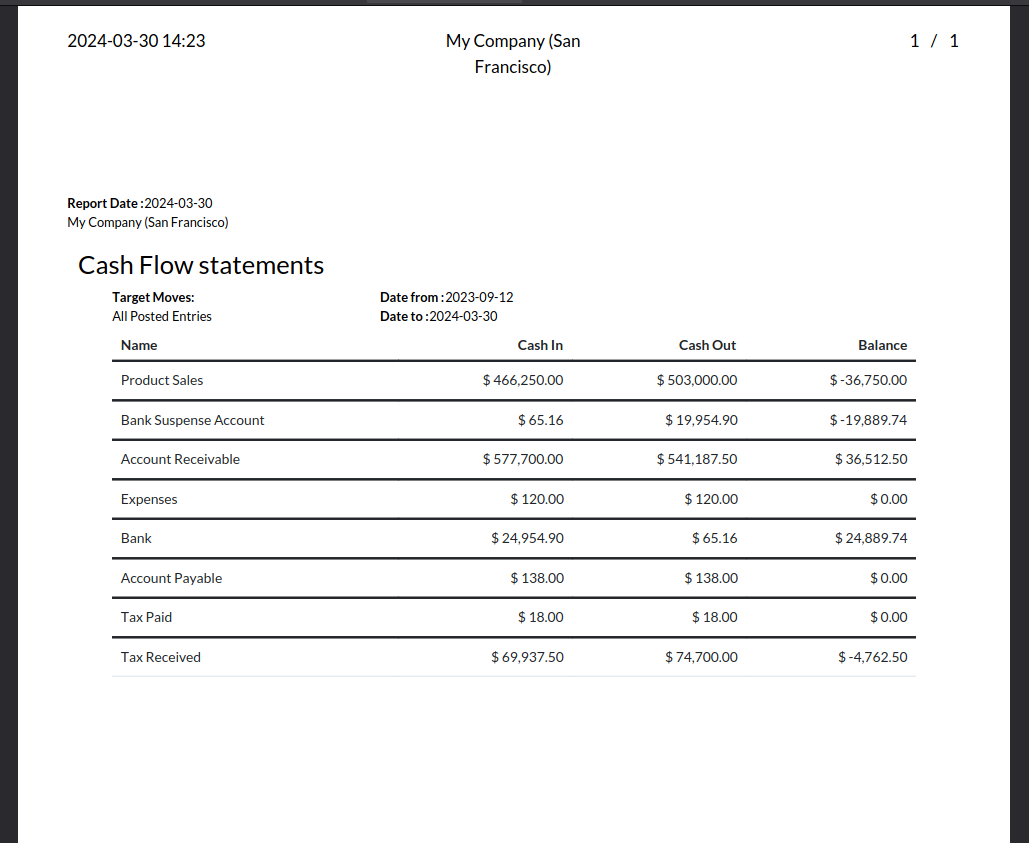 2024-03-30 14:23 My Company (San Francisco) 1 / 1
Report Date :2024-03-30
My Company (San Francisco)
Cash Flow statements
Target Moves: Date from :2023-09-12
All Posted Entries Date to :2024-03-30
Name Cash In Cash Out Balance
Product Sales $ 466,250.00 $ 503,000.00 $ -36,750.00
Bank Suspense Account $ 65.16 $ 19,954.90 $ -19,889.74
Account Receivable $ 577,700.00 $ 541,187.50 $ 36,512.50
Expenses $ 120.00 $ 120.00 $ 0.00
Bank $ 24,954.90 $ 65.16 $ 24,889.74
Account Payable $ 138.00 $ 138.00 $ 0.00
Tax Paid $ 18.00 $ 18.00 $ 0.00
Tax Received $ 69,937.50 $ 74,700.00 $ -4,762.50